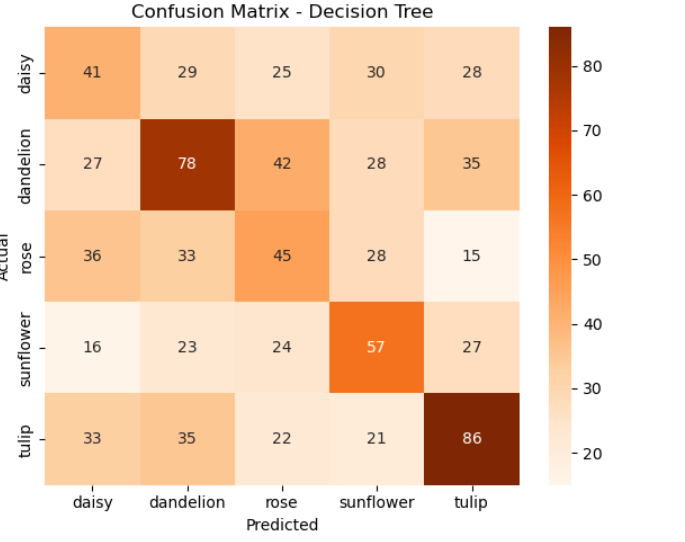 Confusion Matrix - Decision Tree
daisy 41 29 25 30 28
dandelion 27 78 42 28 35
rose 36 33 45 28 15
sunflower 16 23 24 57 27
tulip 33 35 22 21 86
daisy dandelion rose sunflower tulip
Predicted
Actual
80
70
60
50
40
30
20